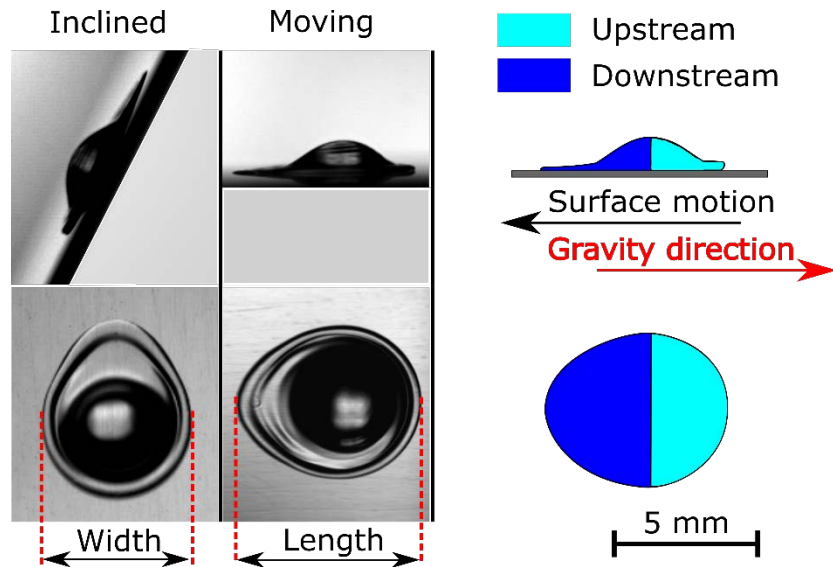 Inclined
Moving
Upstream
Downstream
Surface motion
Gravity direction
Width
Length
5 mm